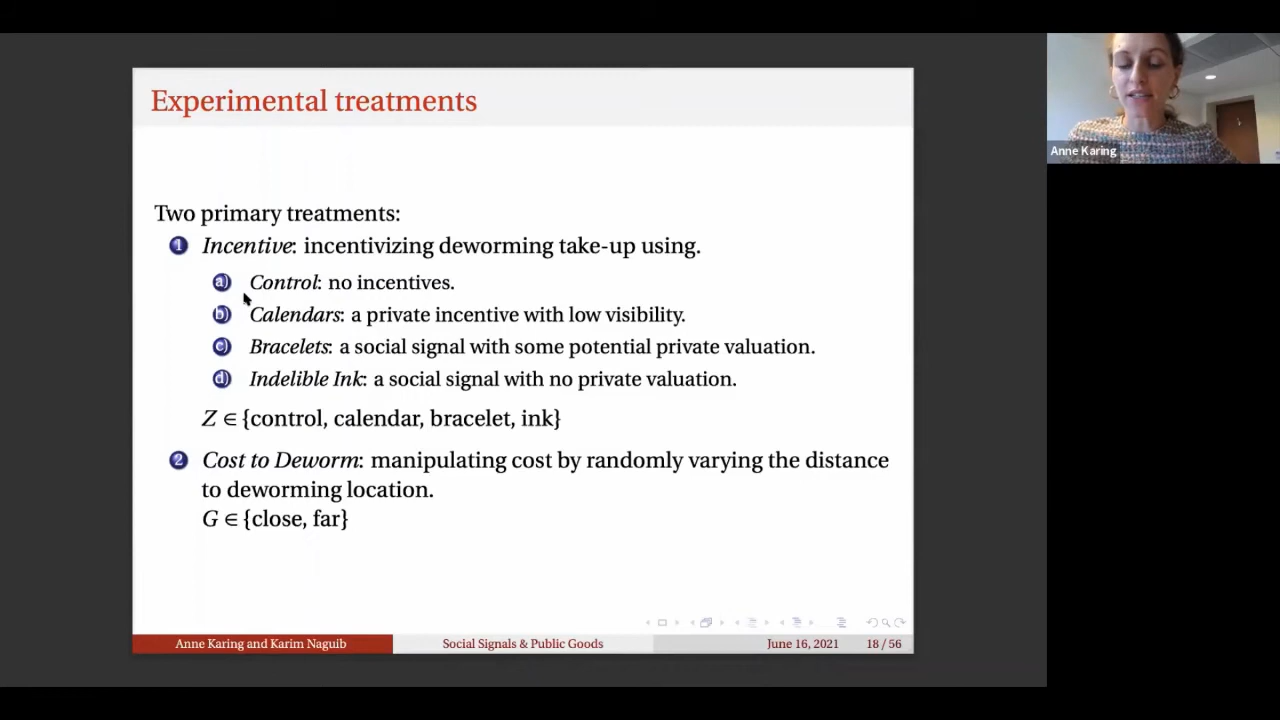 Experimental treatments
Two primary treatments:
1 Incentive: incentivizing deworming take-up using.
a) Control: no incentives.
b) Calendars: a private incentive with low visibility.
c) Bracelets: a social signal with some potential private valuation.
d) Indelible Ink: a social signal with no private valuation.
Z ∈ {control, calendar, bracelet, ink}
2 Cost to Deworm: manipulating cost by randomly varying the distance
to deworming location.
G ∈ {close, far}
Anne Karing and Karim Naguib
Social Signals & Public Goods
June 16, 2021
18 / 56
Anne Karing